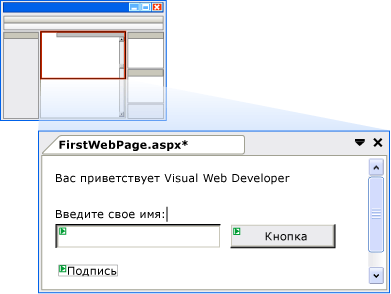 FirstWebPage.aspx*
Вас приветствует Visual Web Developer
Введите свое имя:
Кнопка
Подпись